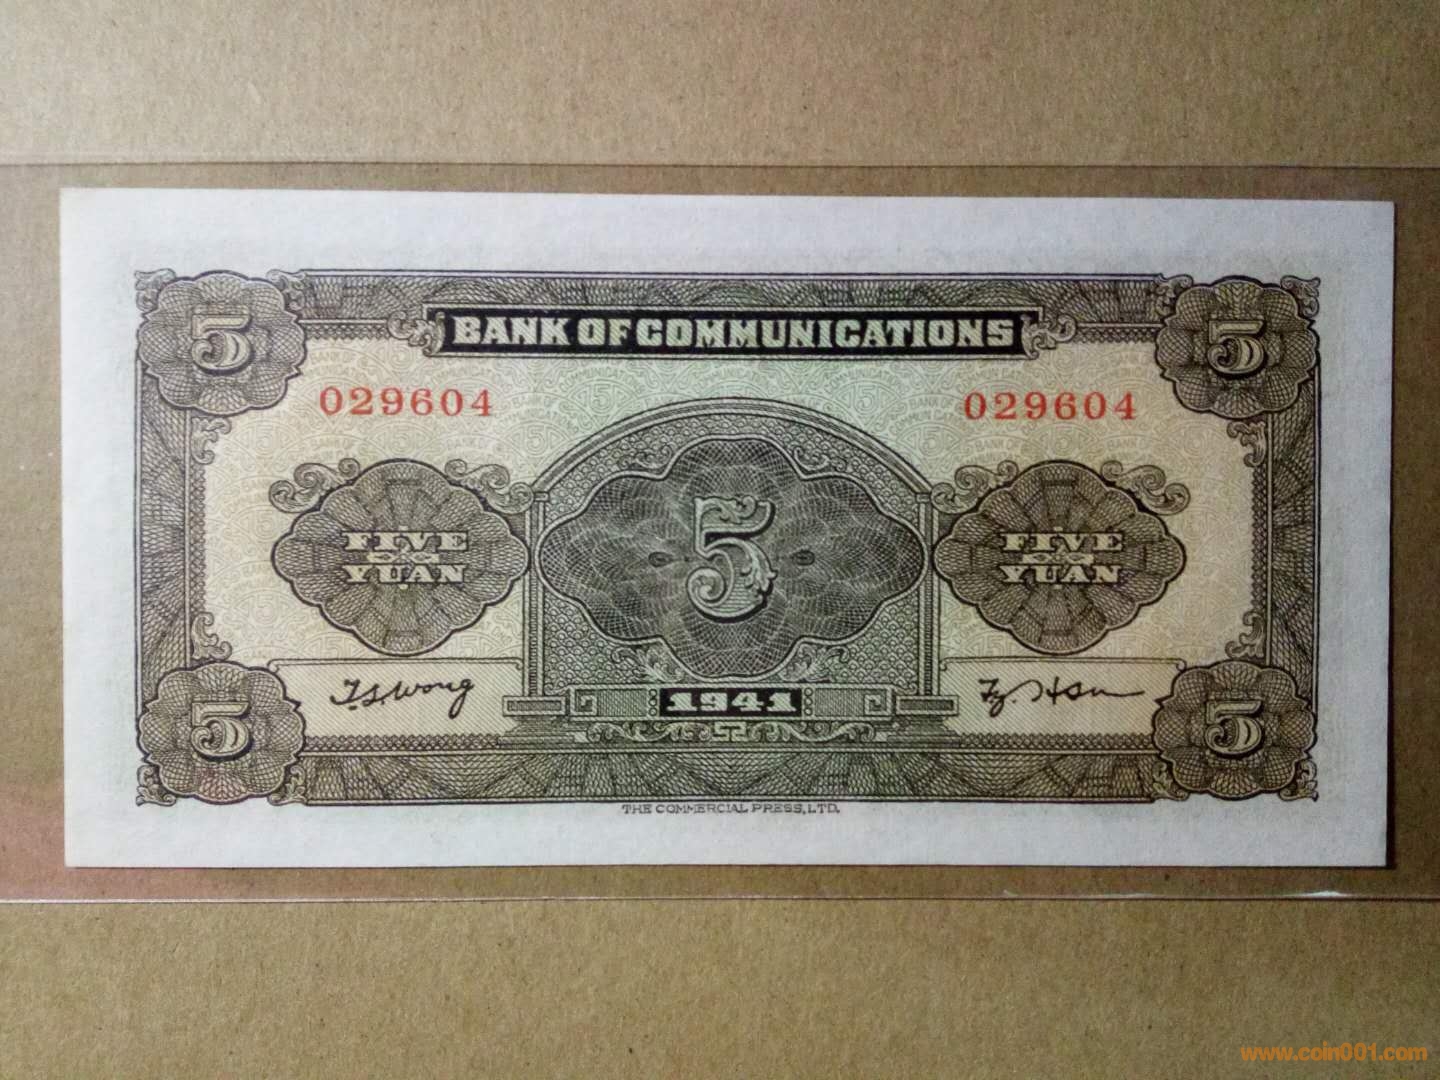 5 5
BANK OF COMMUNICATIONS
029604 029604
FIVE
YUAN
5
FIVE
YUAN
T.S. Wong
1941
5 5
THE COMMERCIAL PRESS, LTD.
www.coin001.com